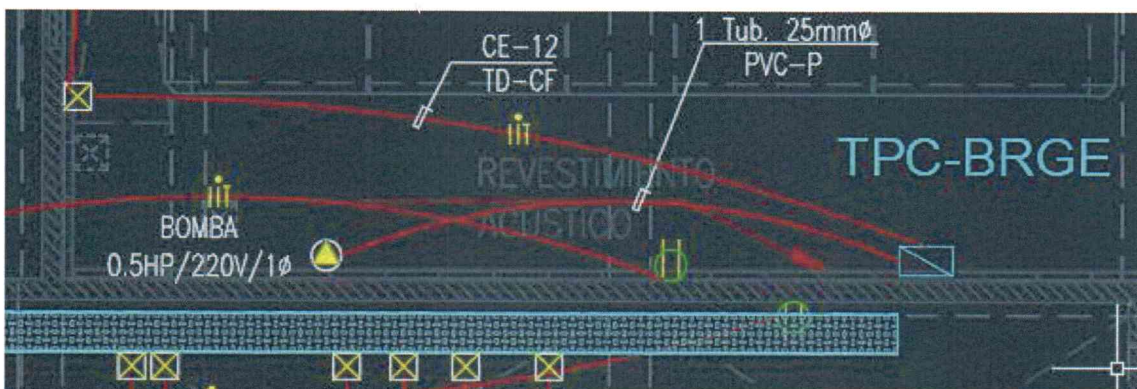 CE-12
TD-CF
1 Tub. 25mmø
PVC-P
TPC-BRGE
REVESTIMIENTO
ACUSTICO
BOMBA
0.5HP/220V/1ø